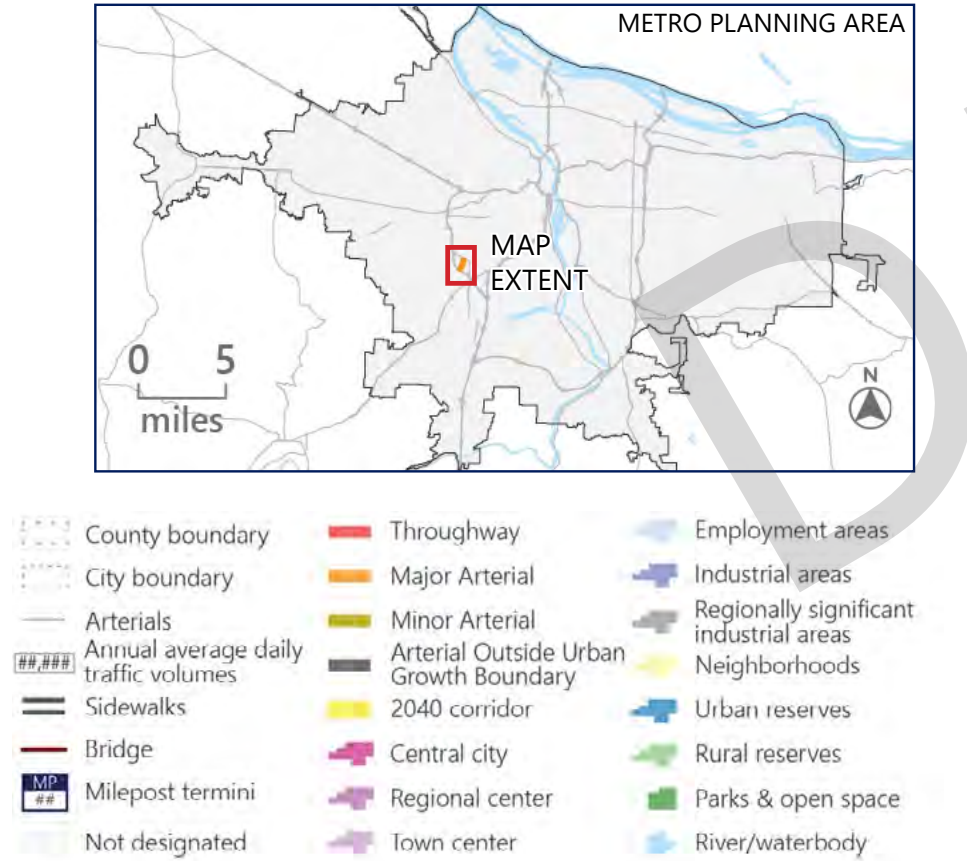 METRO PLANNING AREA
MAP
EXTENT
0 5
miles
N
D
County boundary
City boundary
Arterials
##,###
Annual average daily
traffic volumes
Sidewalks
Bridge
MP
##
Milepost termini
Not designated
Throughway
Major Arterial
Minor Arterial
Arterial Outside Urban
Growth Boundary
2040 corridor
Central city
Regional center
Town center
Employment areas
Industrial areas
Regionally significant
industrial areas
Neighborhoods
Urban reserves
Rural reserves
Parks & open space
River/waterbody